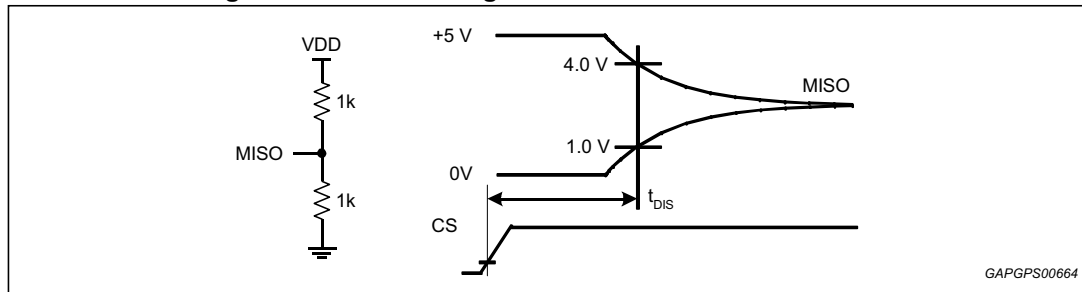 VDD
1k
MISO
1k
+5 V
4.0 V
MISO
1.0 V
0V
tDIS
CS
GAPGPS00664